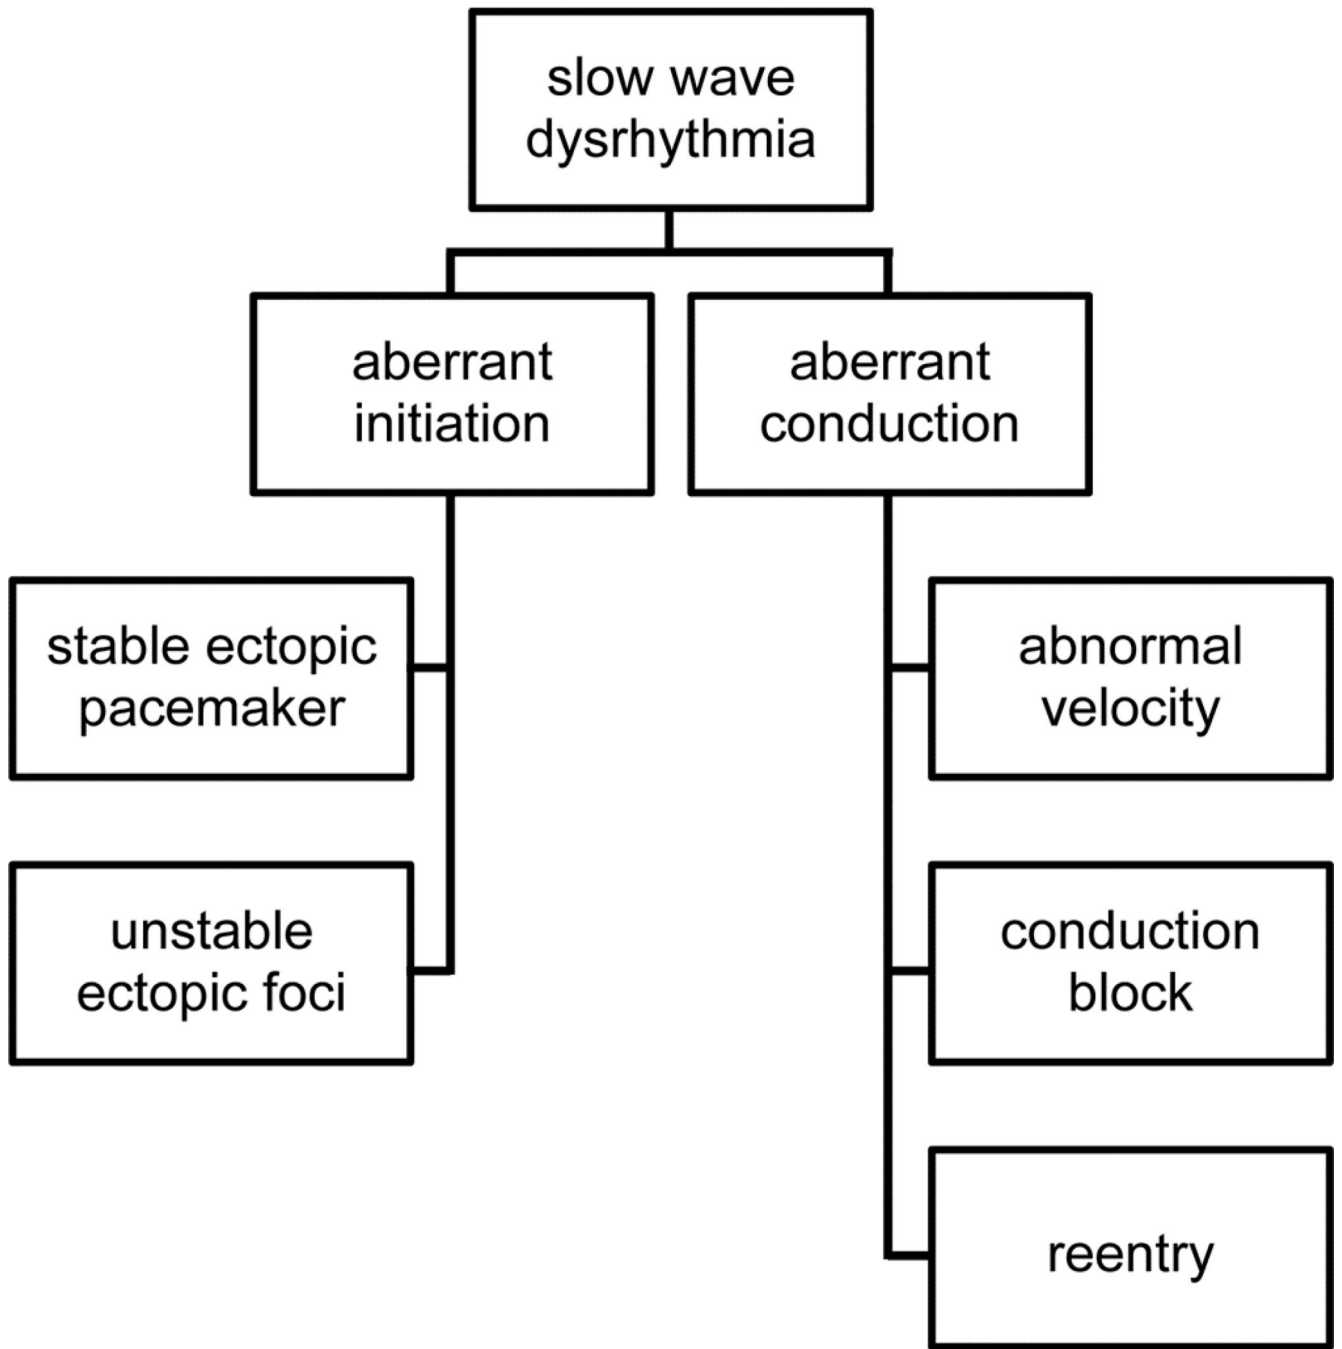 slow wave
dysrhythmia
aberrant
initiation
aberrant
conduction
stable ectopic
pacemaker
abnormal
velocity
unstable
ectopic foci
conduction
block
reentry